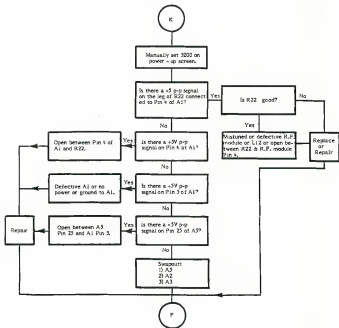 K
Manually set 3200 on
power - up screen.
Is there a +5 p-p signal
on the leg of R22 connect
ed to Pin 4 of A1?
Yes
Is R22 good?
No
No
Yes
Open between Pin 4 of
A1 and R22.
Yes
Is there a +5V p-p
signal on Pin 4 of A1?
Mistuned or defective R.F.
module or L12 or open be-
tween R22 & R.F. module
Pin 4.
Replace
or
Repair
No
Defective A1 or no
power or ground to A1.
Yes
Is there a +5V p-p
signal on Pin 3 of A1?
No
Repair
Open between A5
Pin 25 and A1 Pin 3.
Yes
Is there a +5V p-p
signal on Pin 25 of A5?
No
Swapout!
1) A5
2) A2
3) A3
F